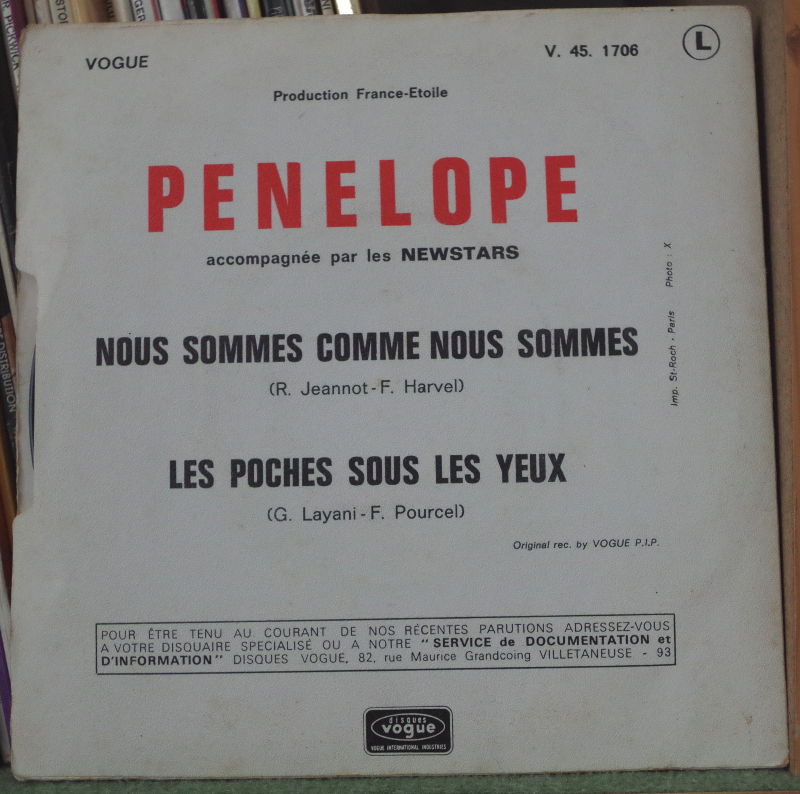 VOGUE
V. 45. 1706
L
Production France-Etoile
PENELOPE
accompagnée par les NEWSTARS
NOUS SOMMES COMME NOUS SOMMES
(R. Jeannot - F. Harvel)
LES POCHES SOUS LES YEUX
(G. Layani - F. Pourcel)
Imp. St-Roch - Paris Photo : X
Original rec. by VOGUE P.I.P.
POUR ÊTRE TENU AU COURANT DE NOS RÉCENTES PARUTIONS ADRESSEZ-VOUS
A VOTRE DISQUAIRE SPECIALISÉ OU A NOTRE "SERVICE de DOCUMENTATION et
D'INFORMATION" DISQUES VOGUE, 82, rue Maurice Grandcoing VILLETANEUSE - 93
disques
vogue
VOGUE INTERNATIONAL INDUSTRIES
DISTRIBUTION
PICKWICK